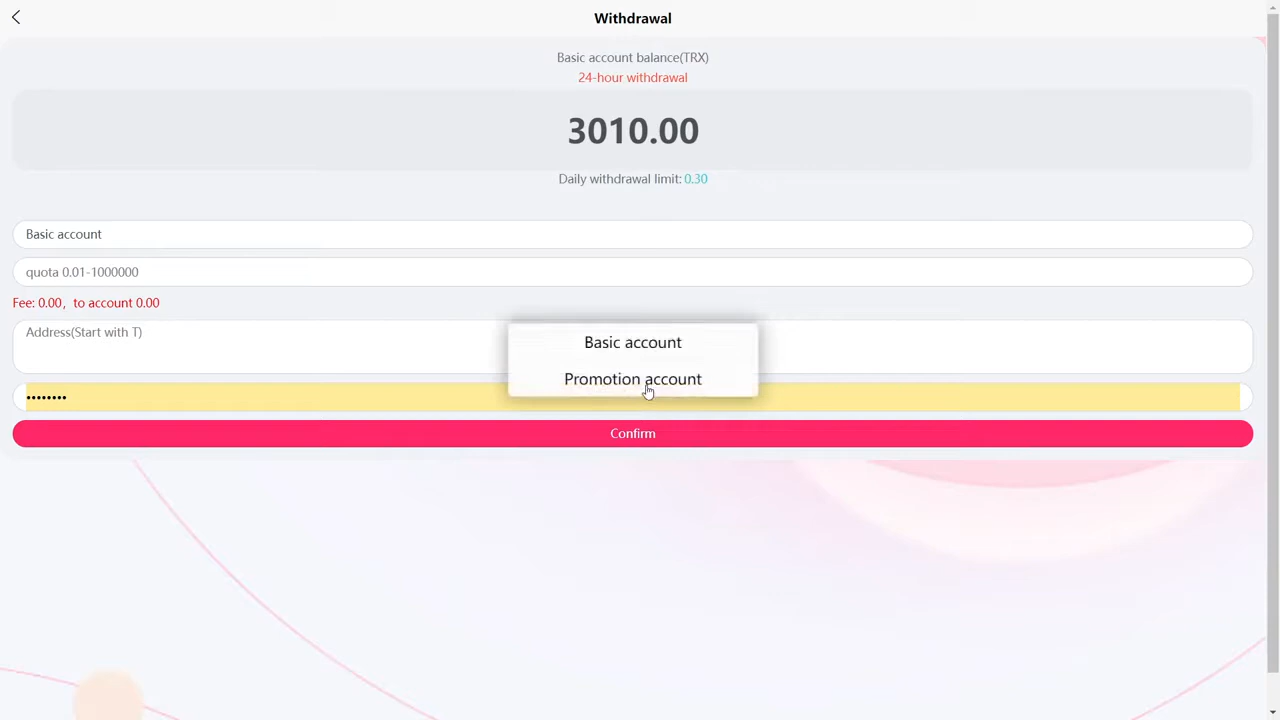 Withdrawal
Basic account balance(TRX)
24-hour withdrawal
3010.00
Daily withdrawal limit: 0.30
Basic account
quota 0.01-1000000
Fee: 0.00，to account 0.00
Address(Start with T)
Basic account
Promotion account
••••••••
Confirm